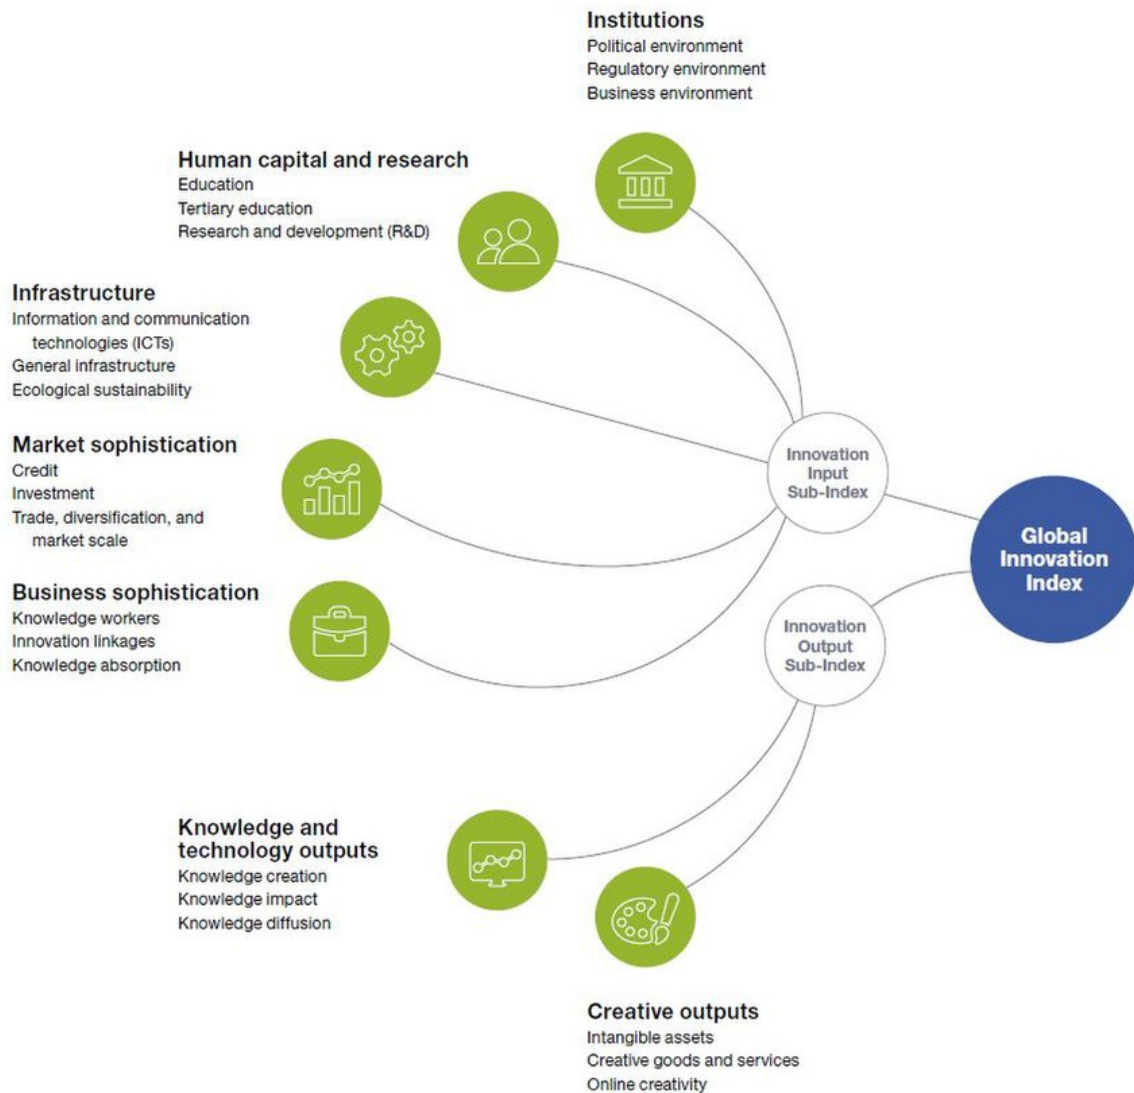 Institutions
Political environment
Regulatory environment
Business environment
Human capital and research
Education
Tertiary education
Research and development (R&D)
Infrastructure
Information and communication
technologies (ICTs)
General infrastructure
Ecological sustainability
Market sophistication
Credit
Investment
Trade, diversification, and
market scale
Business sophistication
Knowledge workers
Innovation linkages
Knowledge absorption
Innovation
Input
Sub-Index
Global
Innovation
Index
Innovation
Output
Sub-Index
Knowledge and
technology outputs
Knowledge creation
Knowledge impact
Knowledge diffusion
Creative outputs
Intangible assets
Creative goods and services
Online creativity